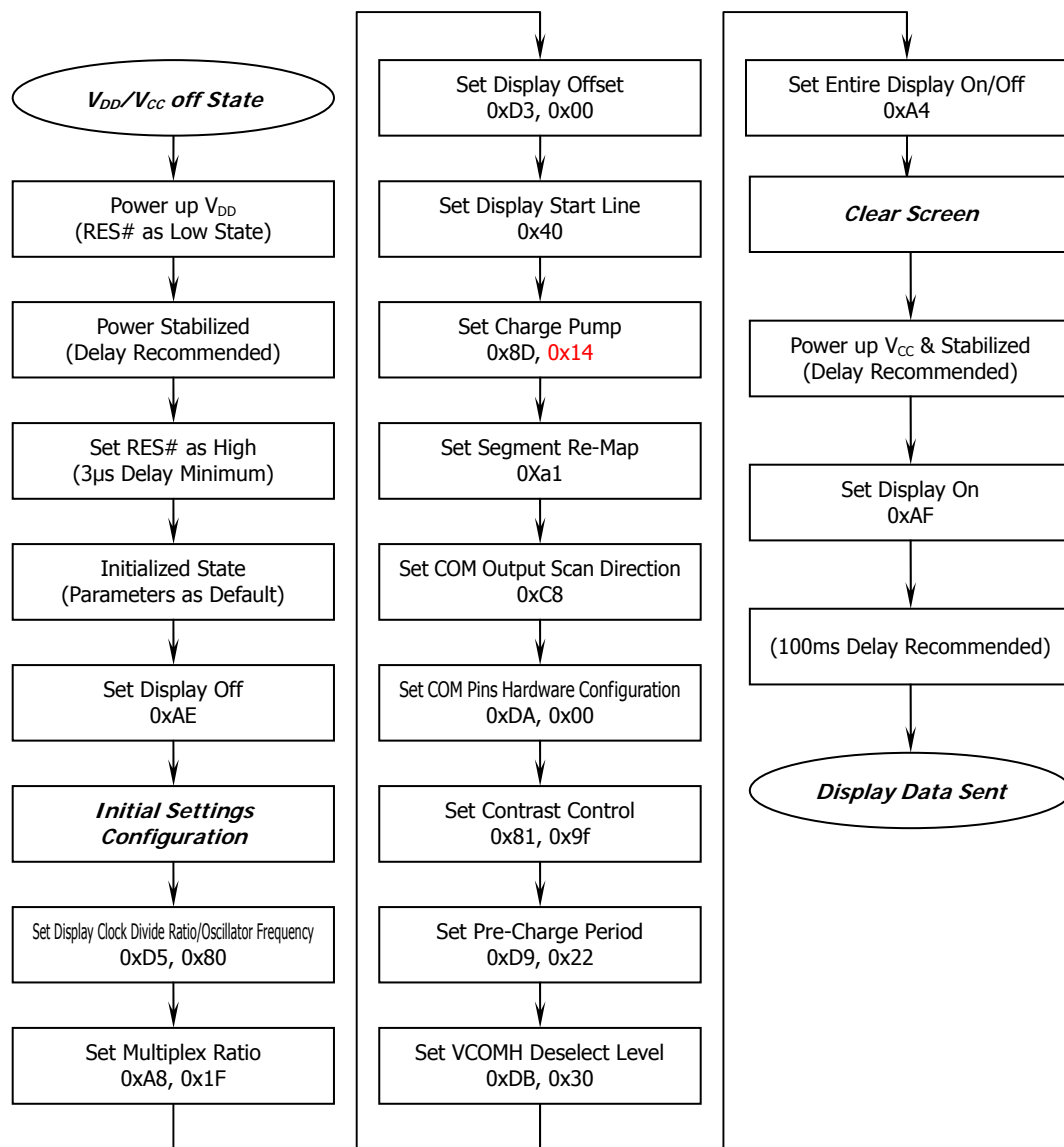 V_DD/V_CC off State
Power up V_DD
(RES# as Low State)
Power Stabilized
(Delay Recommended)
Set RES# as High
(3μs Delay Minimum)
Initialized State
(Parameters as Default)
Set Display Off
0xAE
Initial Settings
Configuration
Set Display Clock Divide Ratio/Oscillator Frequency
0xD5, 0x80
Set Multiplex Ratio
0xA8, 0x1F
Set Display Offset
0xD3, 0x00
Set Display Start Line
0x40
Set Charge Pump
0x8D, 0x14
Set Segment Re-Map
0Xa1
Set COM Output Scan Direction
0xC8
Set COM Pins Hardware Configuration
0xDA, 0x00
Set Contrast Control
0x81, 0x9f
Set Pre-Charge Period
0xD9, 0x22
Set VCOMH Deselect Level
0xDB, 0x30
Set Entire Display On/Off
0xA4
Clear Screen
Power up V_CC & Stabilized
(Delay Recommended)
Set Display On
0xAF
(100ms Delay Recommended)
Display Data Sent